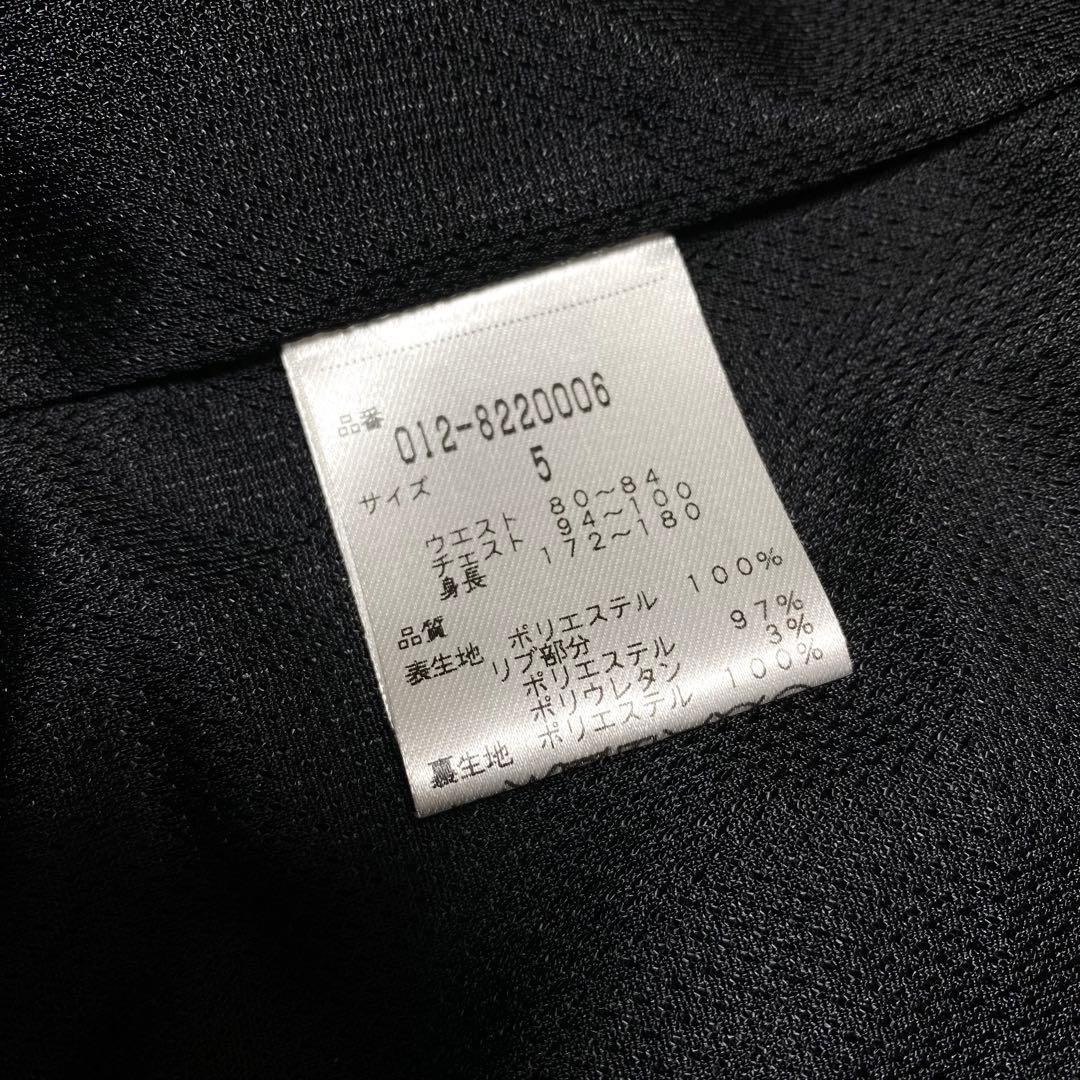 品番 012-8220006
サイズ 5
ウエスト 80～84
チェスト 94～100
身長 172～180
品質
表生地 ポリエステル 100%
リブ部分
ポリエステル 97%
ポリウレタン 3%
裏生地 ポリエステル 100%